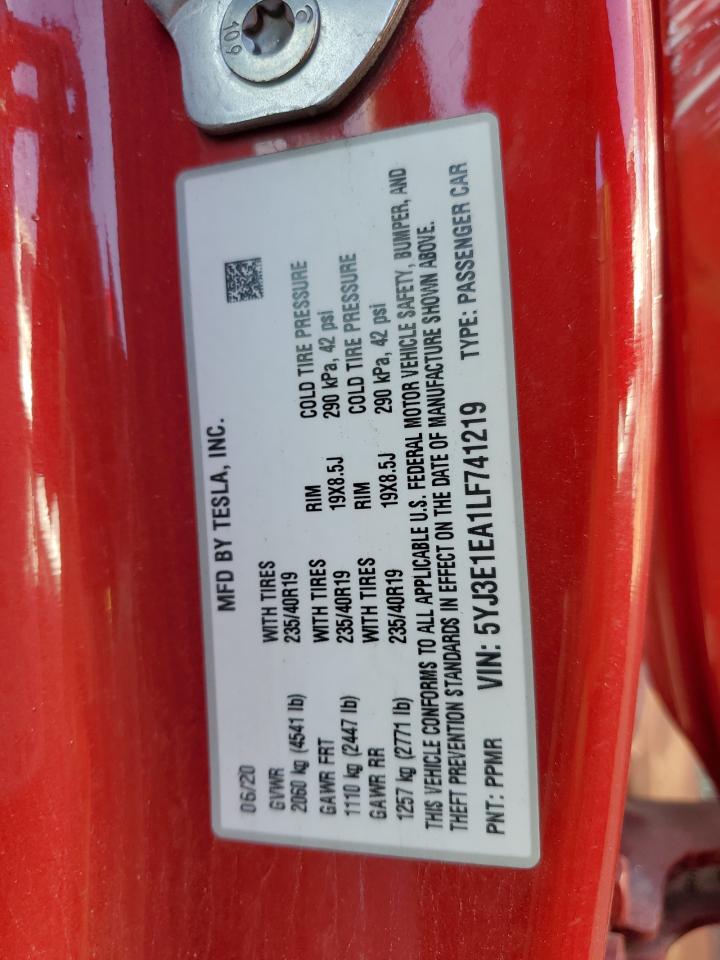 109
06/20 MFD BY TESLA, INC.
GVWR WITH TIRES RIM COLD TIRE PRESSURE
2060 kg (4541 lb) 235/40R19 19X8.5J 290 kPa, 42 psi
GAWR FRT WITH TIRES RIM COLD TIRE PRESSURE
1110 kg (2447 lb) 235/40R19 19X8.5J 290 kPa, 42 psi
GAWR RR WITH TIRES
1257 kg (2771 lb) 235/40R19
THIS VEHICLE CONFORMS TO ALL APPLICABLE U.S. FEDERAL MOTOR VEHICLE SAFETY, BUMPER, AND
THEFT PREVENTION STANDARDS IN EFFECT ON THE DATE OF MANUFACTURE SHOWN ABOVE.
PNT: PPMR VIN: 5YJ3E1EA1LF741219 TYPE: PASSENGER CAR